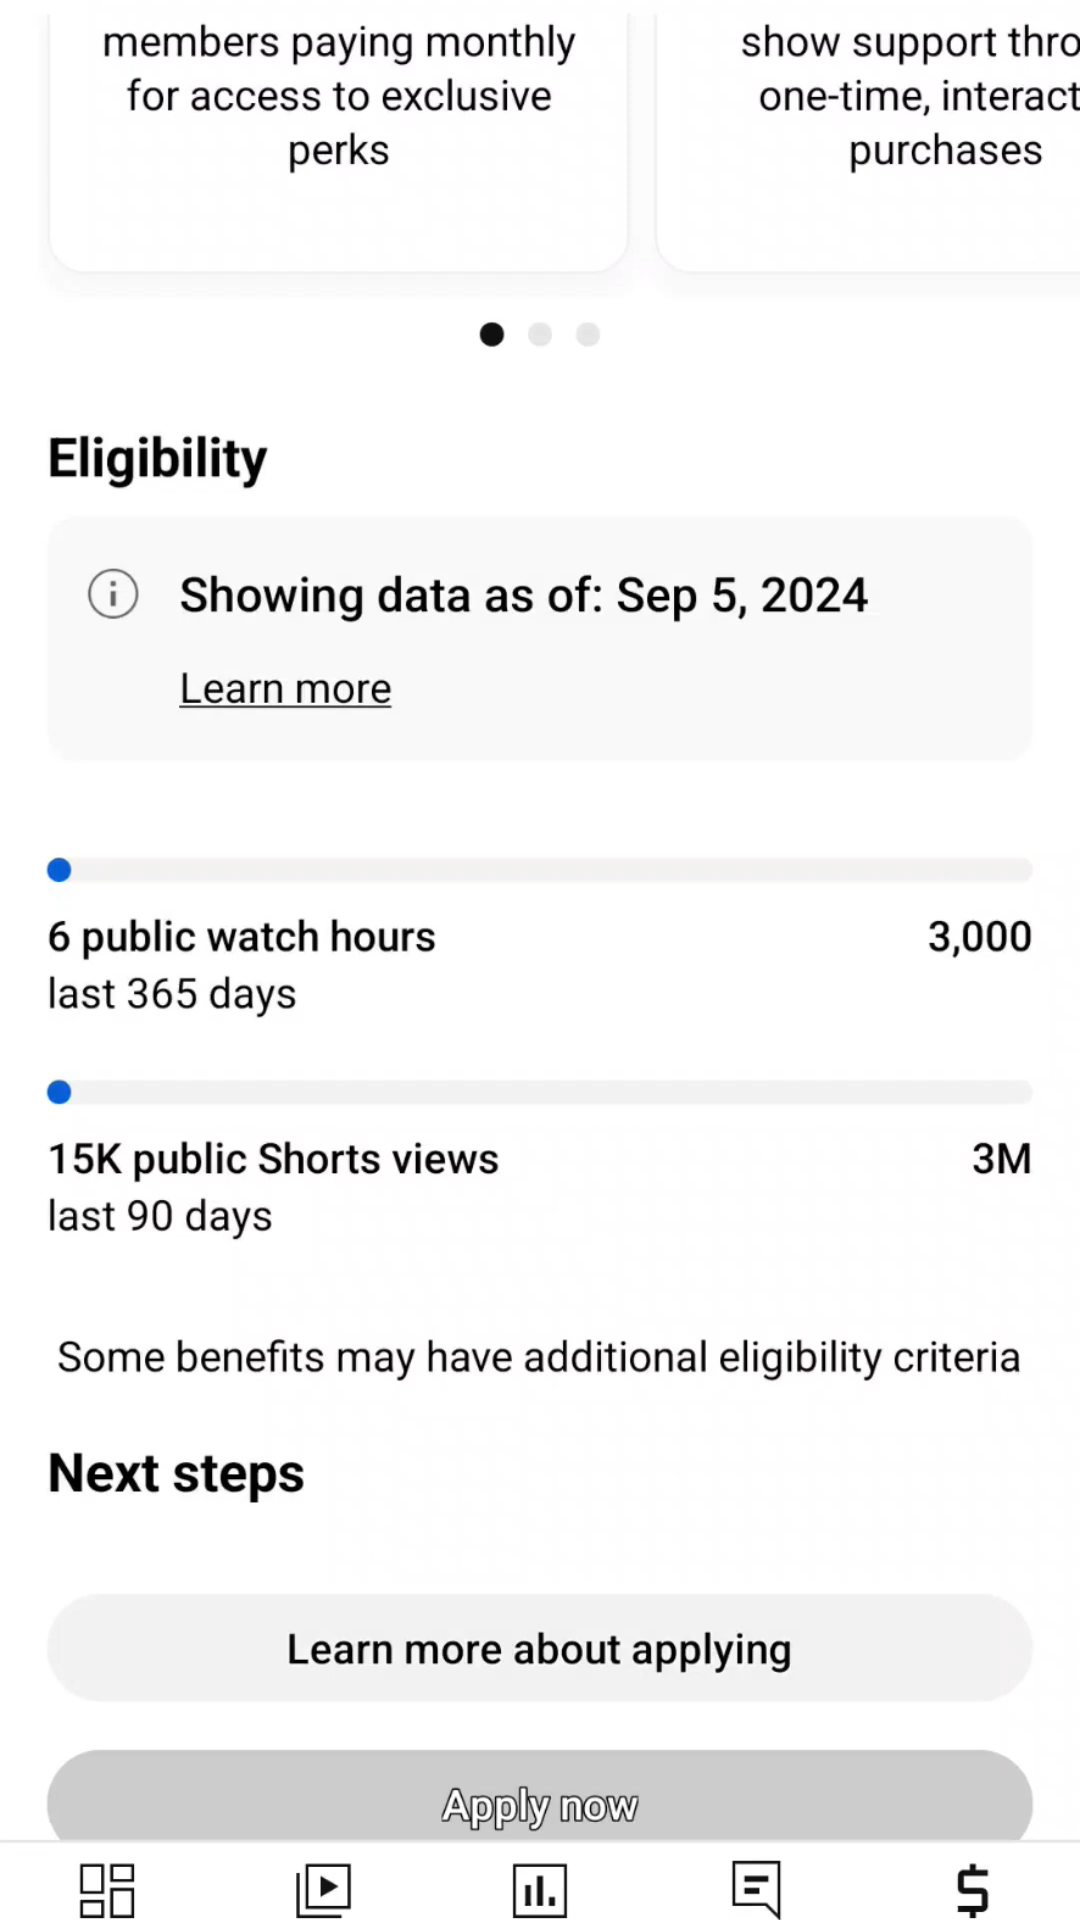 members paying monthly
for access to exclusive
perks
show support thro
one-time, interact
purchases
Eligibility
Showing data as of: Sep 5, 2024
Learn more
6 public watch hours 3,000
last 365 days
15K public Shorts views 3M
last 90 days
Some benefits may have additional eligibility criteria
Next steps
Learn more about applying
Apply now